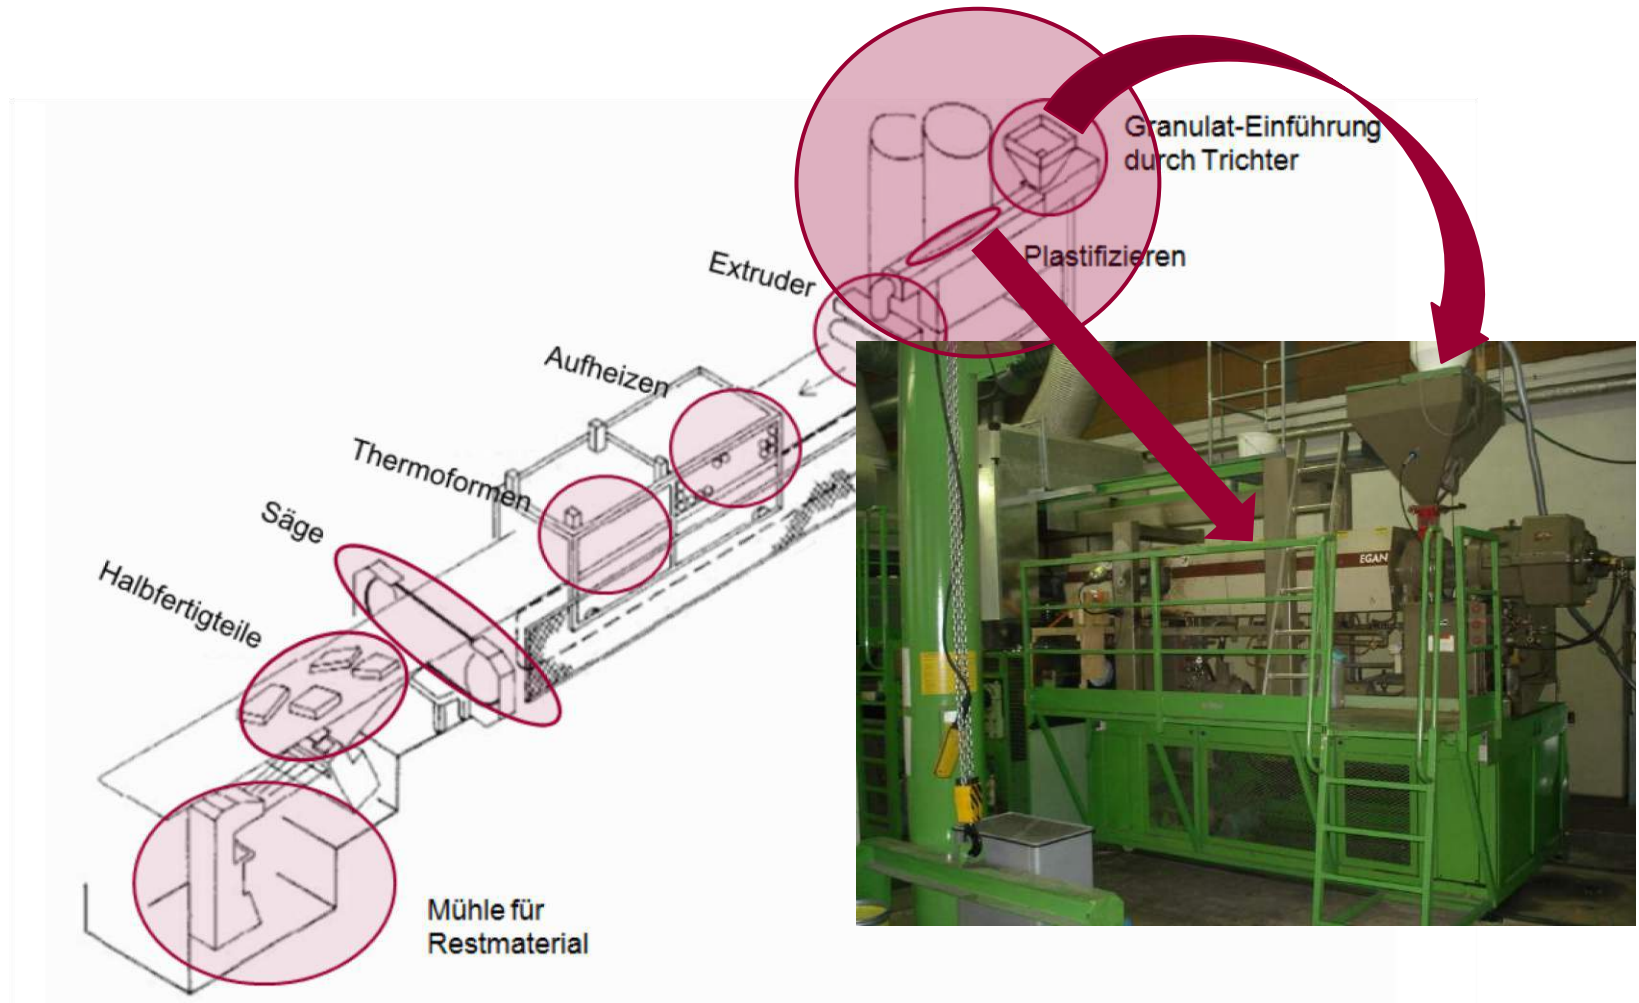 Granulat-Einführung
durch Trichter
Plastifizieren
Extruder
Aufheizen
Thermoformen
Säge
Halbfertigteile
EGAN
Mühle für
Restmaterial